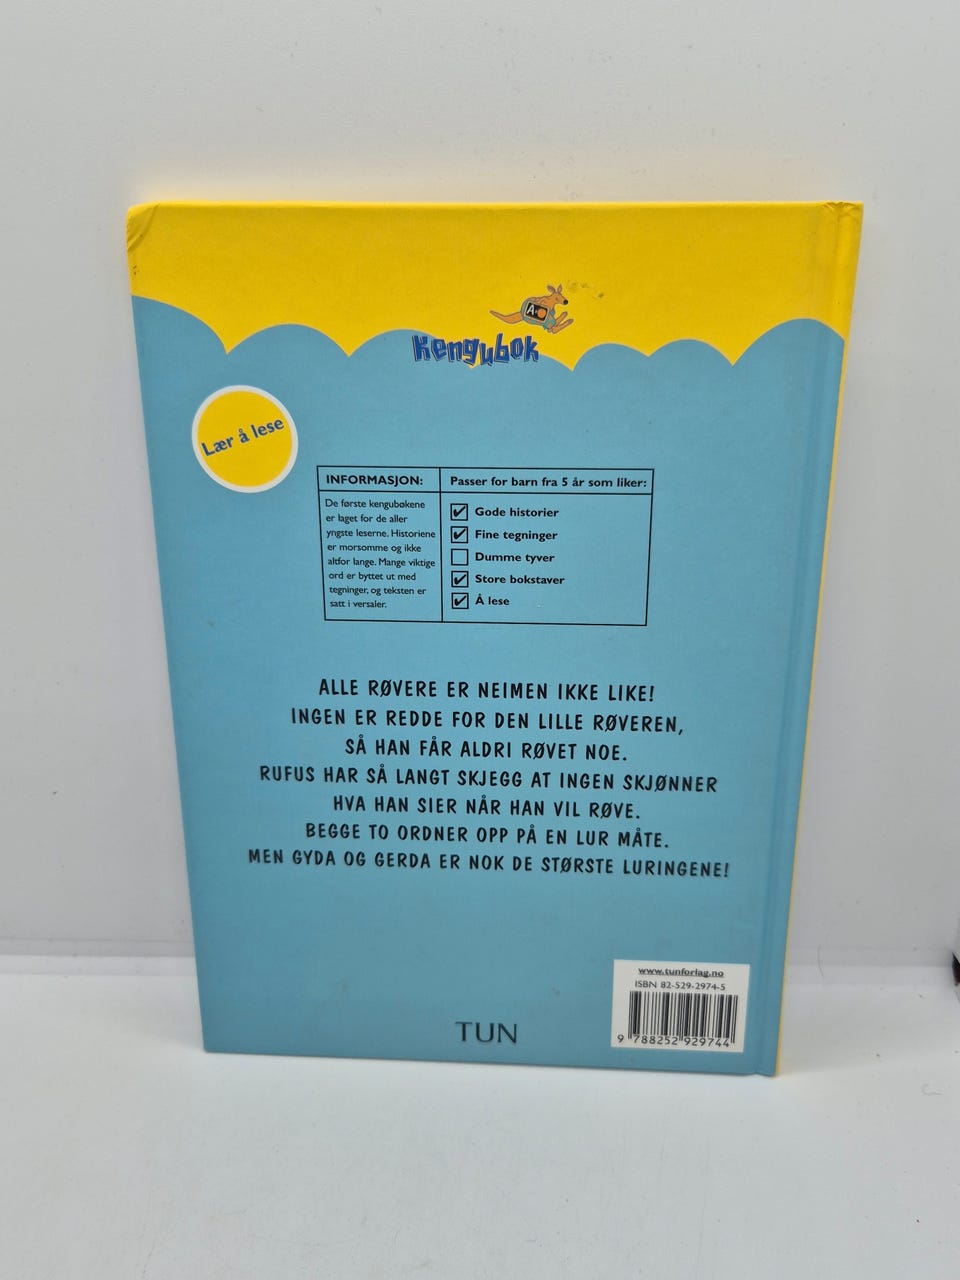 A
Kengubok
Lær å lese
INFORMASJON:
De første kengubøkene
er laget for de aller
yngste leserne. Historiene
er morsomme og ikke
altfor lange. Mange viktige
ord er byttet ut med
tegninger, og teksten er
satt i versaler.
Passer for barn fra 5 år som liker:
Gode historier
Fine tegninger
Dumme tyver
Store bokstaver
Å lese
ALLE RØVERE ER NEIMEN IKKE LIKE!
INGEN ER REDDE FOR DEN LILLE RØVEREN,
SÅ HAN FÅR ALDRI RØVET NOE.
RUFUS HAR SÅ LANGT SKJEGG AT INGEN SKJØNNER
HVA HAN SIER NÅR HAN VIL RØVE.
BEGGE TO ORDNER OPP PÅ EN LUR MÅTE.
MEN GYDA OG GERDA ER NOK DE STØRSTE LURINGENE!
www.tunforlag.no
ISBN 82-529-2974-5
9 788252 929744
TUN